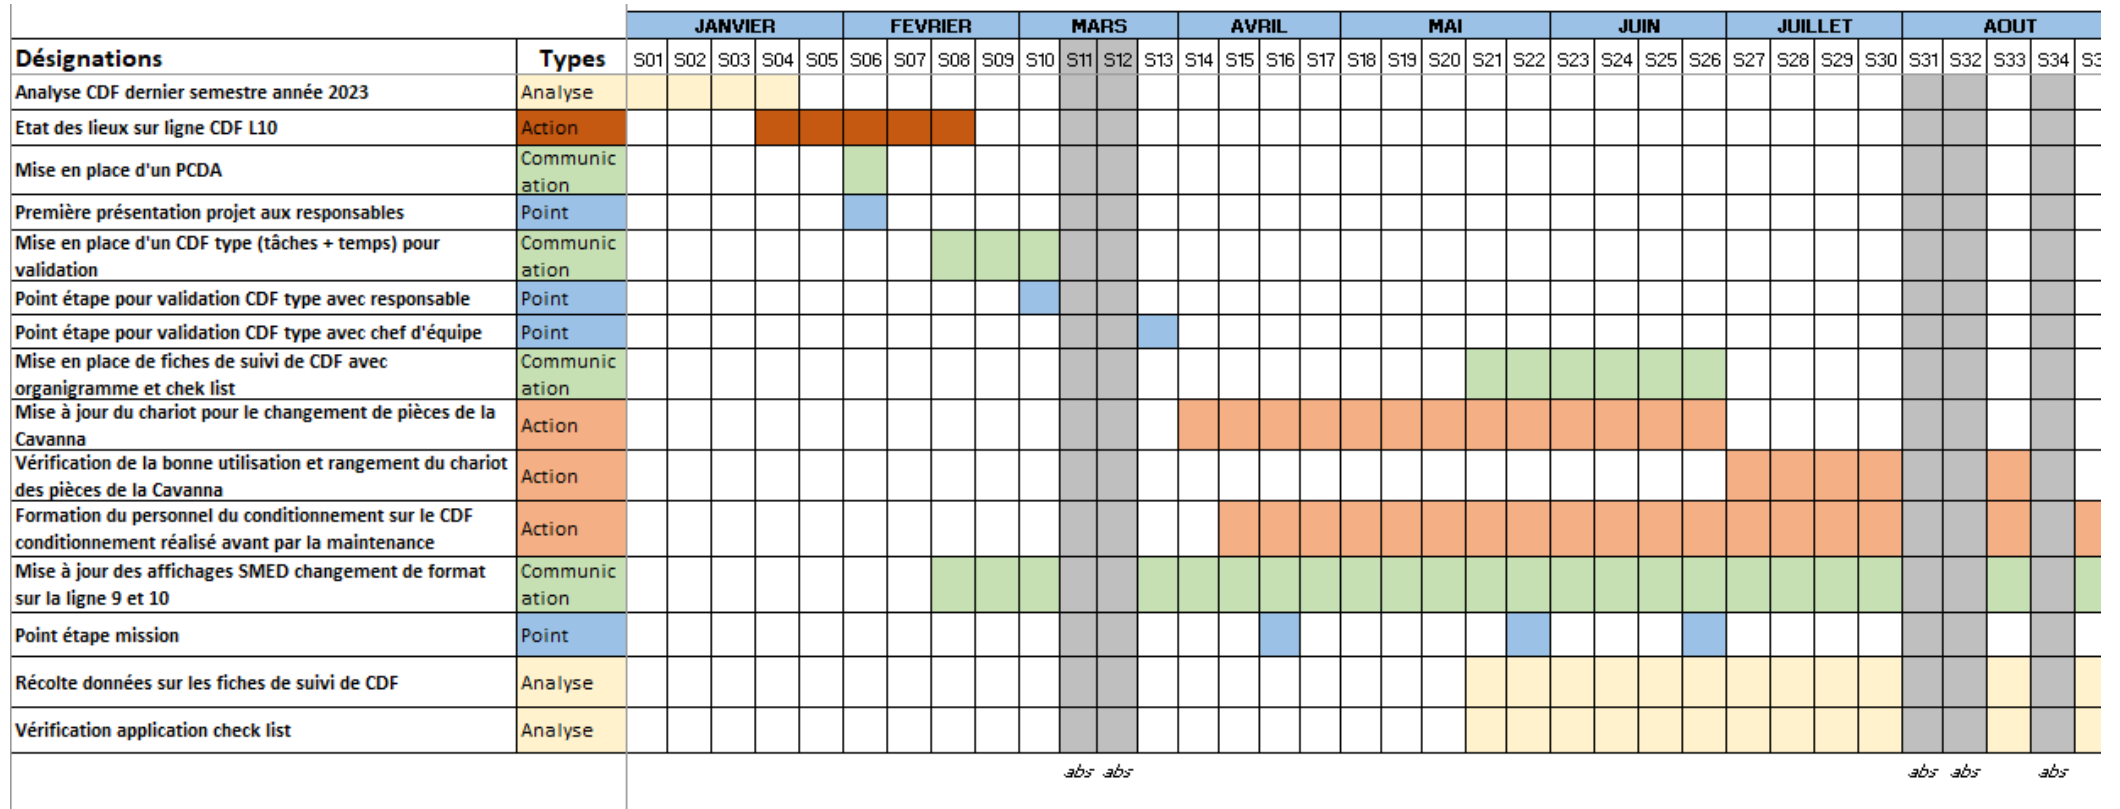 JANVIER FEVRIER MARS AVRIL MAI JUIN JUILLET AOUT
Désignations Types S01 S02 S03 S04 S05 S06 S07 S08 S09 S10 S11 S12 S13 S14 S15 S16 S17 S18 S19 S20 S21 S22 S23 S24 S25 S26 S27 S28 S29 S30 S31 S32 S33 S34
Analyse CDF dernier semestre année 2023 Analyse
Etat des lieux sur ligne CDF L10 Action
Mise en place d'un PCDA Communic
ation
Première présentation projet aux responsables Point
Mise en place d'un CDF type (tâches + temps) pour Communic
validation ation
Point étape pour validation CDF type avec responsable Point
Point étape pour validation CDF type avec chef d'équipe Point
Mise en place de fiches de suivi de CDF avec Communic
organigramme et chek list ation
Mise à jour du chariot pour le changement de pièces de la
Cavanna Action
Vérification de la bonne utilisation et rangement du chariot
des pièces de la Cavanna Action
Formation du personnel du conditionnement sur le CDF
conditionnement réalisé avant par la maintenance Action
Mise à jour des affichages SMED changement de format Communic
sur la ligne 9 et 10 ation
Point étape mission Point
Récolte données sur les fiches de suivi de CDF Analyse
Vérification application check list Analyse
abs abs abs abs abs